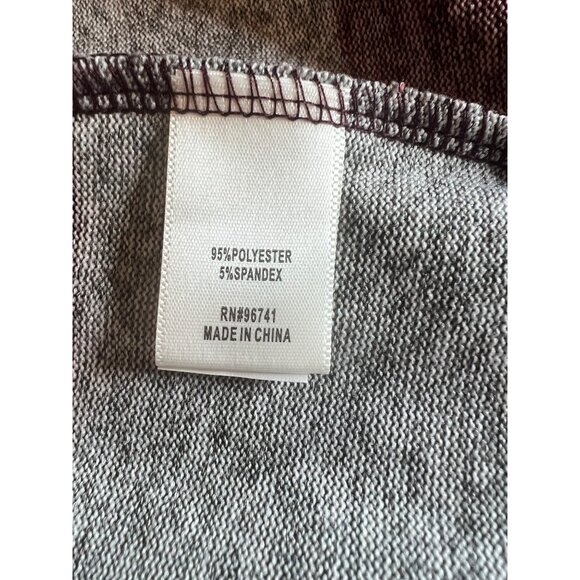 95%POLYESTER
5%SPANDEX
RN#96741
MADE IN CHINA